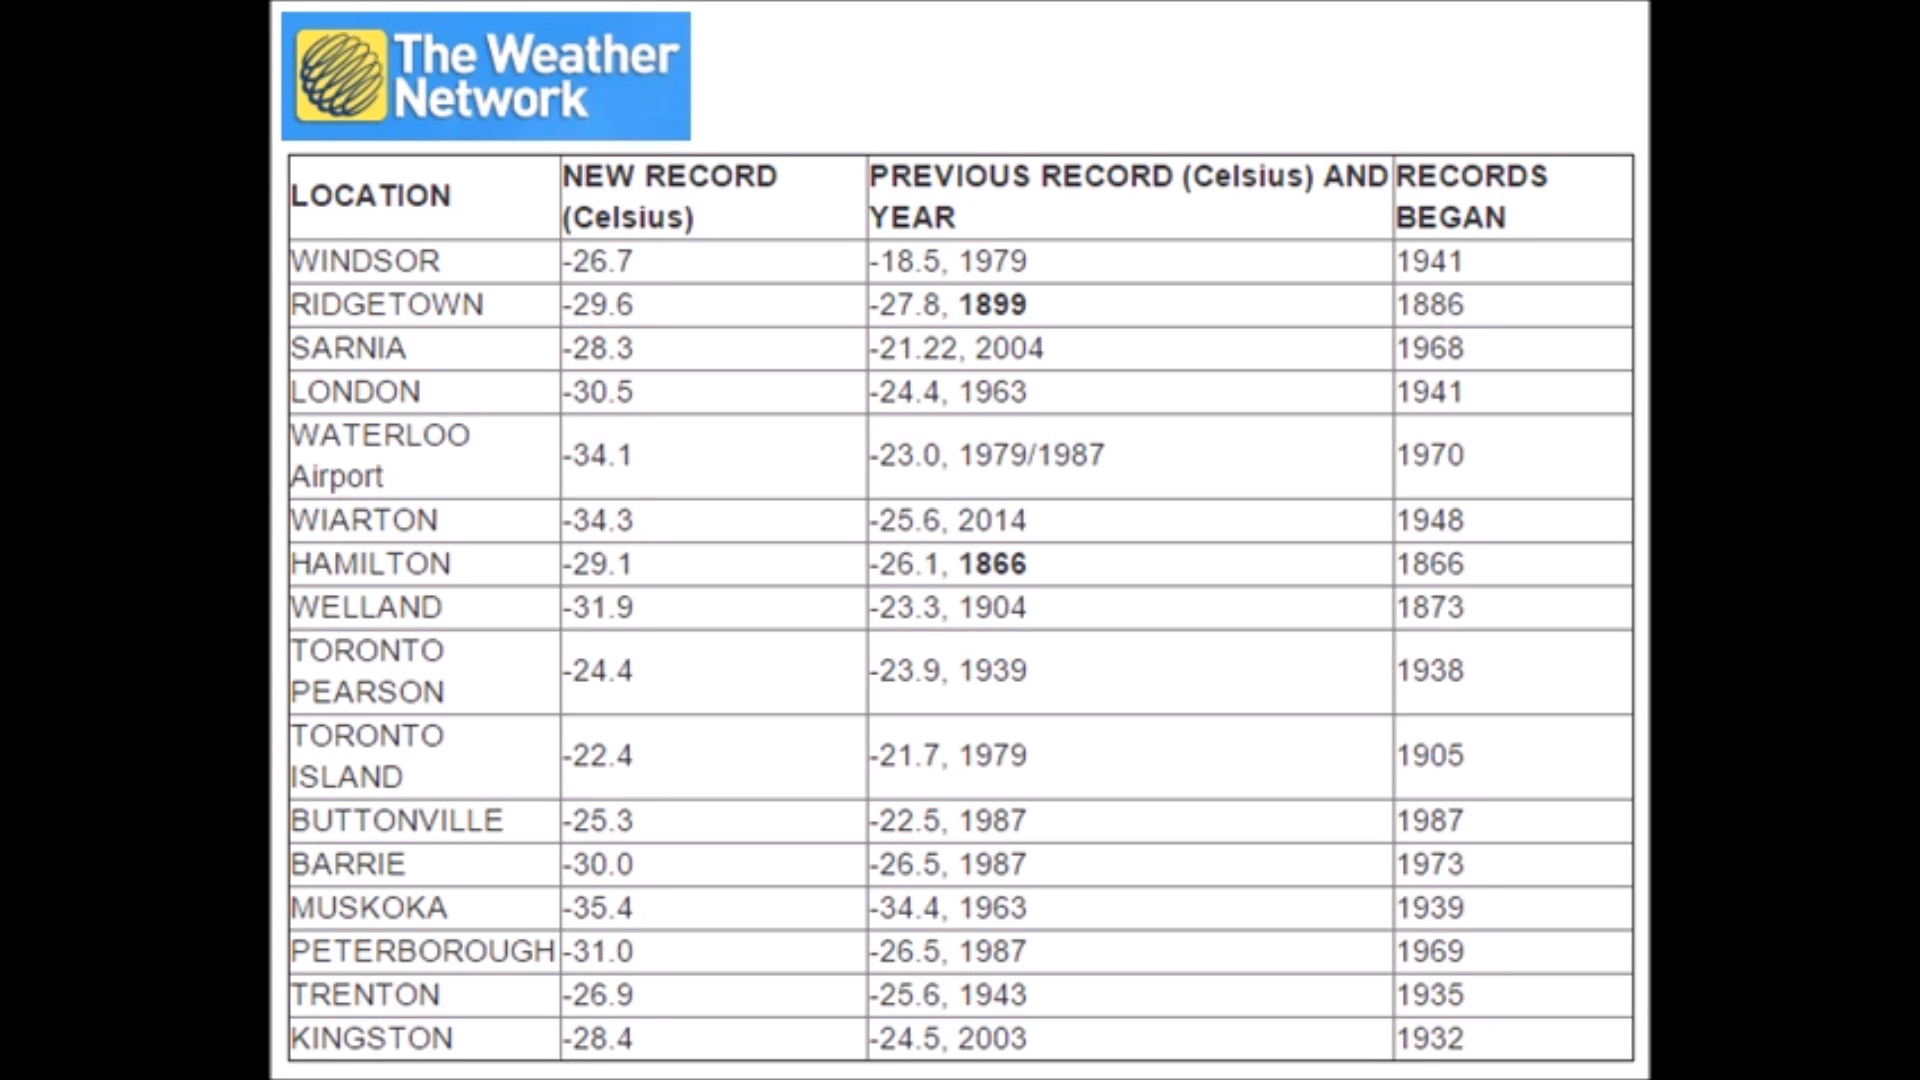 The Weather
Network
LOCATION
NEW RECORD
(Celsius)
PREVIOUS RECORD (Celsius) AND
YEAR
RECORDS
BEGAN
WINDSOR -26.7 -18.5, 1979 1941
RIDGETOWN -29.6 -27.8, 1899 1886
SARNIA -28.3 -21.22, 2004 1968
LONDON -30.5 -24.4, 1963 1941
WATERLOO
Airport
-34.1 -23.0, 1979/1987 1970
WIARTON -34.3 -25.6, 2014 1948
HAMILTON -29.1 -26.1, 1866 1866
WELLAND -31.9 -23.3, 1904 1873
TORONTO
PEARSON
-24.4 -23.9, 1939 1938
TORONTO
ISLAND
-22.4 -21.7, 1979 1905
BUTTONVILLE -25.3 -22.5, 1987 1987
BARRIE -30.0 -26.5, 1987 1973
MUSKOKA -35.4 -34.4, 1963 1939
PETERBOROUGH -31.0 -26.5, 1987 1969
TRENTON -26.9 -25.6, 1943 1935
KINGSTON -28.4 -24.5, 2003 1932